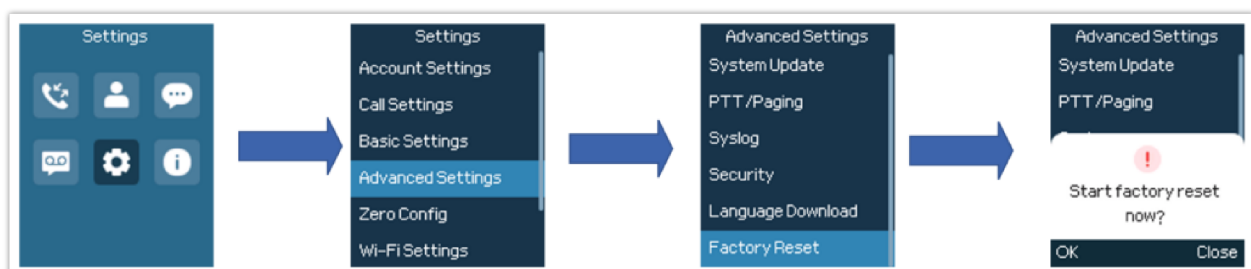 Settings
Settings
Account Settings
Call Settings
Basic Settings
Advanced Settings
Zero Config
Wi-Fi Settings
Advanced Settings
System Update
PTT/Paging
Syslog
Security
Language Download
Factory Reset
Advanced Settings
System Update
PTT/Paging
Start factory reset
now?
OK Close